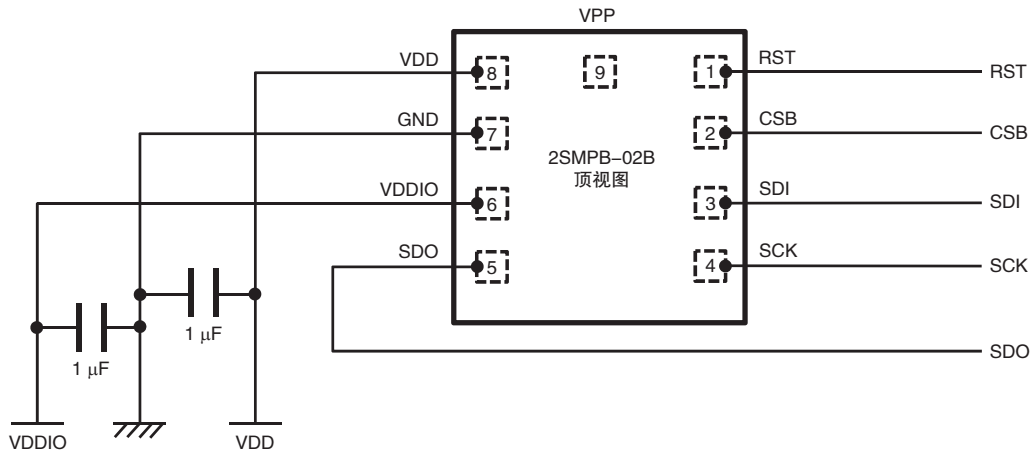 VPP
VDD
8
9
1
RST
RST
GND
7
2
CSB
CSB
2SMPB-02B
顶视图
VDDIO
6
3
SDI
SDI
SDO
5
4
SCK
SCK
1 μF
1 μF
SDO
VDDIO
VDD